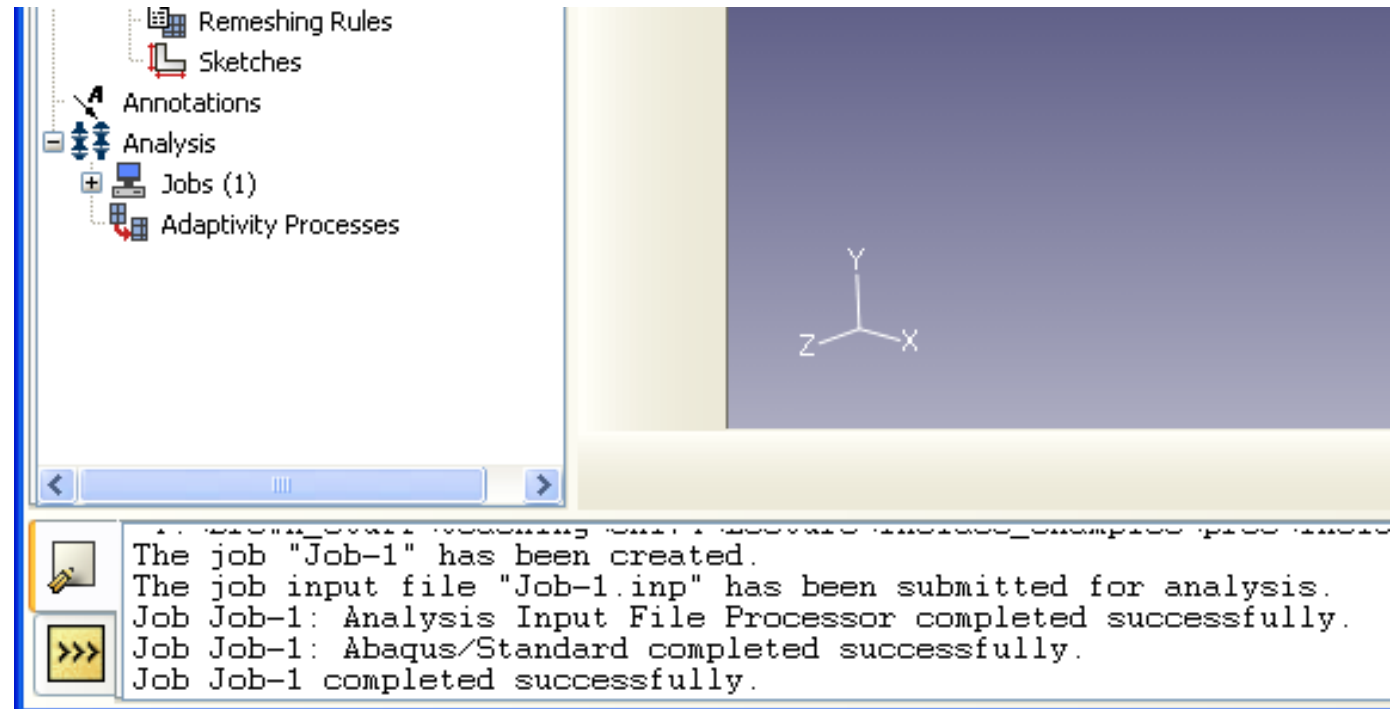 Remeshing Rules
Sketches
Annotations
Analysis
Jobs (1)
Adaptivity Processes
Y
Z
X
The job "Job-1" has been created.
The job input file "Job-1.inp" has been submitted for analysis.
Job Job-1: Analysis Input File Processor completed successfully.
Job Job-1: Abaqus/Standard completed successfully.
Job Job-1 completed successfully.
>>>